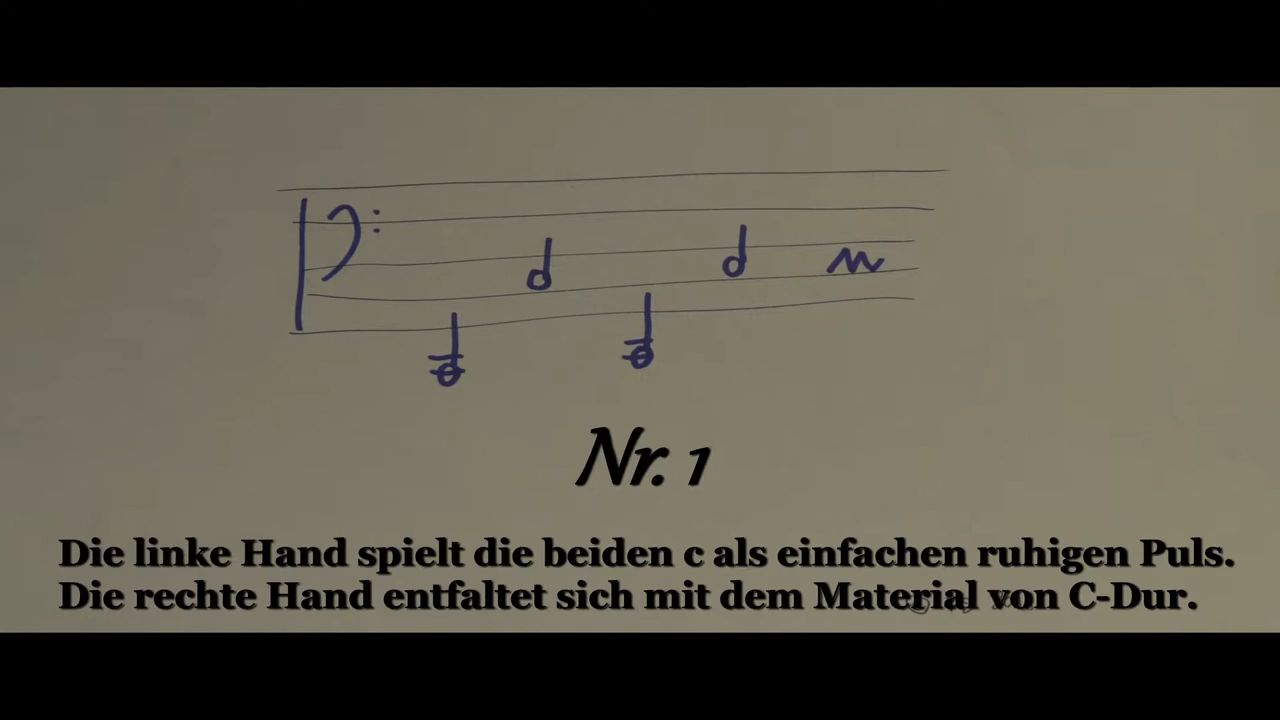 Nr. 1
Die linke Hand spielt die beiden c als einfachen ruhigen Puls.
Die rechte Hand entfaltet sich mit dem Material von C-Dur.